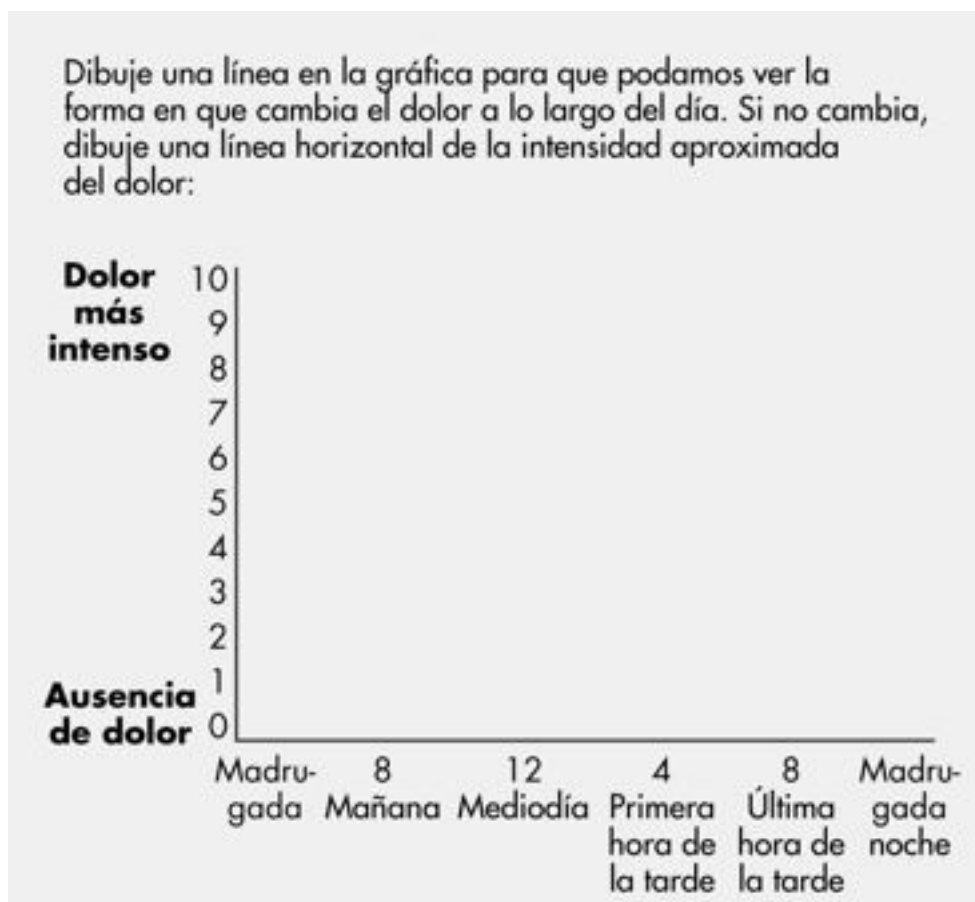 Dibuje una línea en la gráfica para que podamos ver la
forma en que cambia el dolor a lo largo del día. Si no cambia,
dibuje una línea horizontal de la intensidad aproximada
del dolor:
Dolor
más
intenso
10
9
8
7
6
5
4
3
2
1
0
Ausencia
de dolor
Madru-
gada
8
Mañana
12
Mediodía
4
Primera
hora de
la tarde
8
Última
hora de
la tarde
Madru-
gada
noche